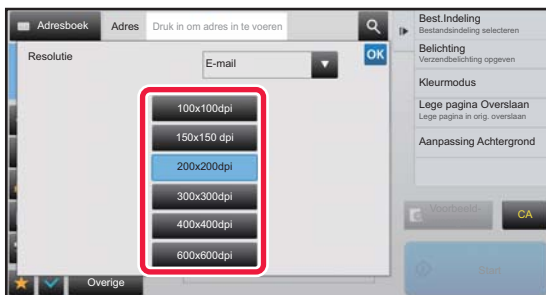 Adresboek
Adres
Druk in om adres in te voeren
Resolutie
E-mail
OK
100x100dpi
150x150 dpi
200x200dpi
300x300dpi
400x400dpi
600x600dpi
Overige
Best.Indeling
Bestandsindeling selecteren
Belichting
Verzendbelichting opgeven
Kleurmodus
Lege pagina Overslaan
Lege pagina in orig. overslaan
Aanpassing Achtergrond
Voorbeeld-
CA
Start